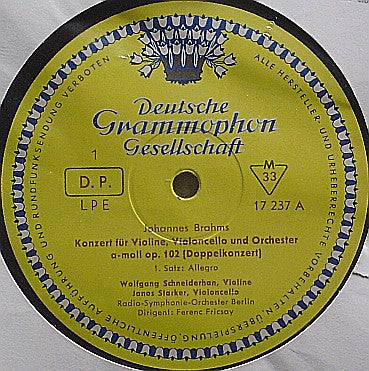 ALLE HERSTELLER- UND URHEBERRECHTE VORBEHALTEN, ÜBERSPIELUNG, ÖFFENTLICHE AUFFÜHRUNG UND RUNDFUNKSENDUNG VERBOTEN
Deutsche
Grammophon
Gesellschaft
1
D. P.
LPE
M
33
17 237 A
Johannes Brahms
Konzert für Violine, Violoncello und Orchester
a-moll op. 102 (Doppelkonzert)
1. Satz: Allegro
Wolfgang Schneiderhan, Violine
Janos Starker, Violoncello
Radio-Symphonie-Orchester Berlin
Dirigent: Ferenc Fricsay